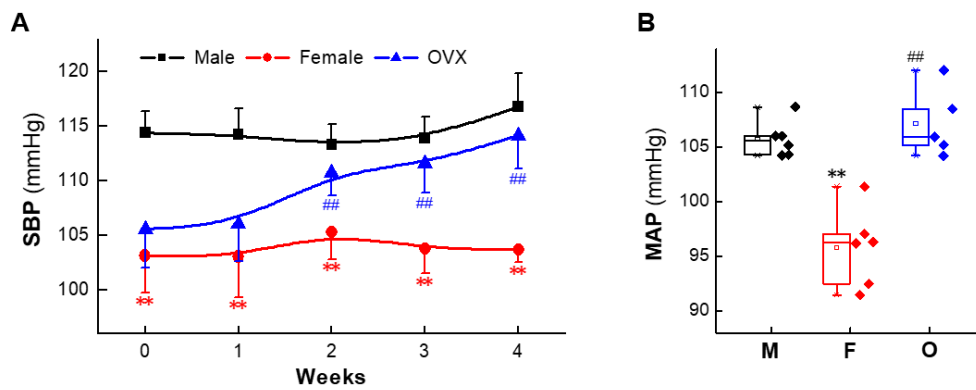 A
Male Female OVX
SBP (mmHg)
120
115
110
105
100
## ## ##
** ** ** ** **
0 1 2 3 4
Weeks
B
MAP (mmHg)
110
105
100
95
90
##
**
M F O